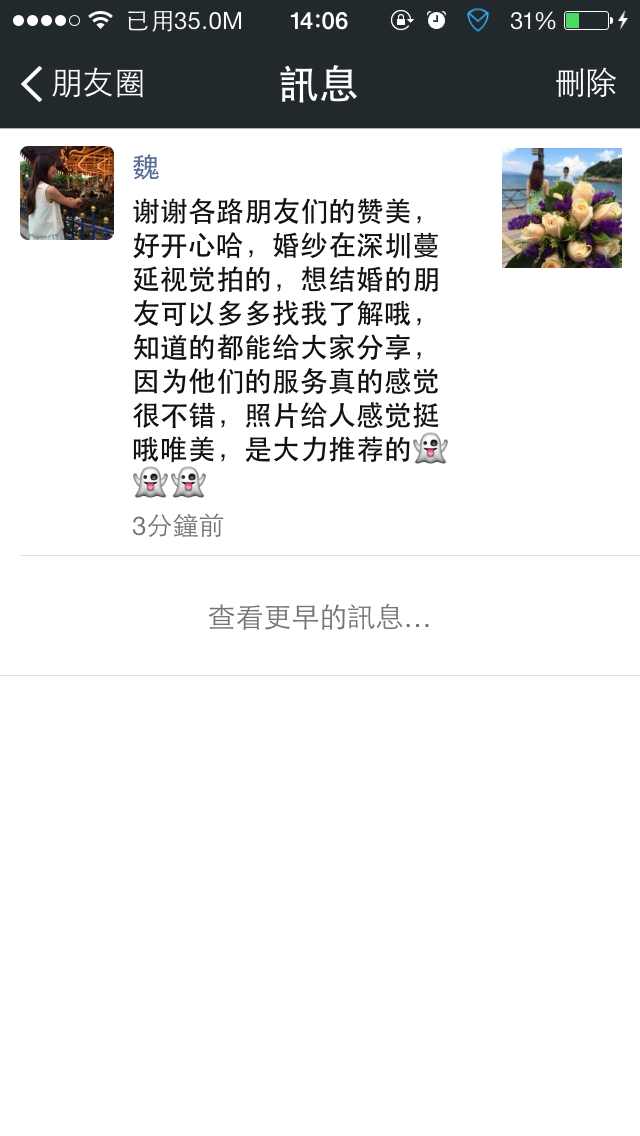 已用35.0M 14:06 31%
朋友圈 訊息 刪除
魏
谢谢各路朋友们的赞美，
好开心哈，婚纱在深圳蔓
延视觉拍的，想结婚的朋
友可以多多找我了解哦，
知道的都能给大家分享，
因为他们的服务真的感觉
很不错，照片给人感觉挺
哦唯美，是大力推荐的👻
👻👻
3分鐘前
查看更早的訊息...